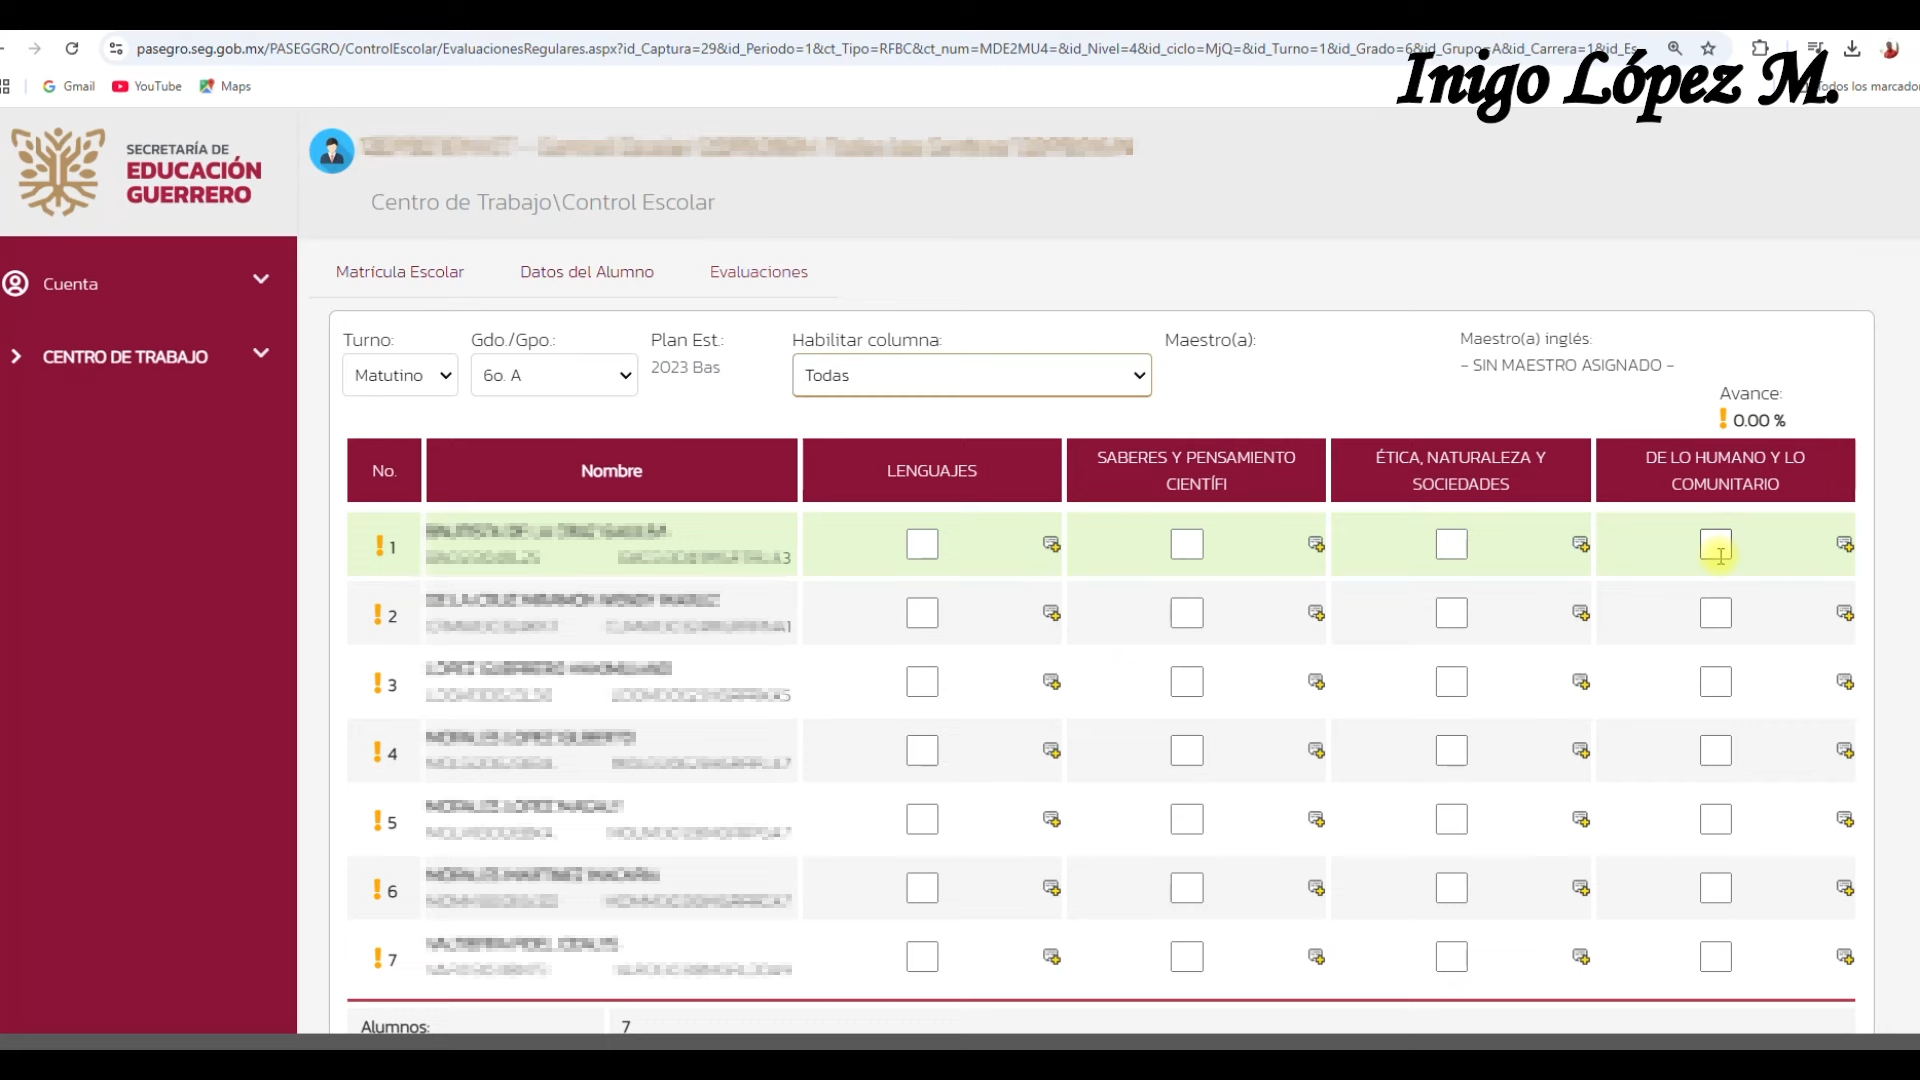 pasegro.seg.gob.mx/PASEGGRO/ControlEscolar/EvaluacionesRegulares.aspx?id_Captura=29&id_Periodo=1&ct_Tipo=RFBC&ct_num=MDE2MU4=&id_Nivel=4&id_ciclo=MjQ=&id_Turno=1&id_Grado=6&id_Grupo=A&id_Carrera=1&id_Es
Gmail YouTube Maps
Inigo López M.
Todos los marcador
SECRETARÍA DE
EDUCACIÓN
GUERRERO
Centro de Trabajo\Control Escolar
Cuenta
CENTRO DE TRABAJO
Matrícula Escolar Datos del Alumno Evaluaciones
Turno: Gdo./Gpo.: Plan Est.: Habilitar columna: Maestro(a): Maestro(a) inglés:
Matutino 6o. A 2023 Bas Todas - SIN MAESTRO ASIGNADO -
Avance:
0.00 %
No. Nombre LENGUAJES SABERES Y PENSAMIENTO CIENTÍFI ÉTICA, NATURALEZA Y SOCIEDADES DE LO HUMANO Y LO COMUNITARIO
1
2
3
4
5
6
7
Alumnos: 7